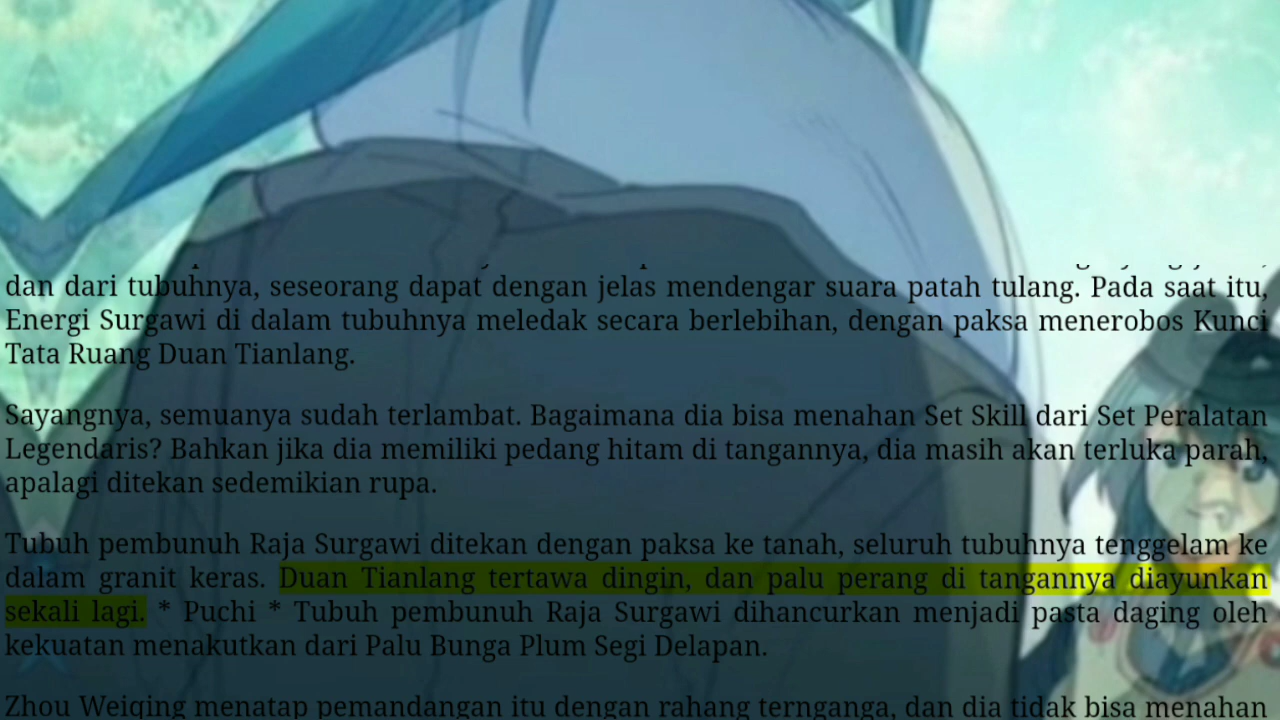 dan dari tubuhnya, seseorang dapat dengan jelas mendengar suara patah tulang. Pada saat itu,
Energi Surgawi di dalam tubuhnya meledak secara berlebihan, dengan paksa menerobos Kunci
Tata Ruang Duan Tianlang.
Sayangnya, semuanya sudah terlambat. Bagaimana dia bisa menahan Set Skill dari Set Peralatan
Legendaris? Bahkan jika dia memiliki pedang hitam di tangannya, dia masih akan terluka parah,
apalagi ditekan sedemikian rupa.
Tubuh pembunuh Raja Surgawi ditekan dengan paksa ke tanah, seluruh tubuhnya tenggelam ke
dalam granit keras. Duan Tianlang tertawa dingin, dan palu perang di tangannya diayunkan
sekali lagi. * Puchi * Tubuh pembunuh Raja Surgawi dihancurkan menjadi pasta daging oleh
kekuatan menakutkan dari Palu Bunga Plum Segi Delapan.
Zhou Weiqing menatap pemandangan itu dengan rahang ternganga, dan dia tidak bisa menahan